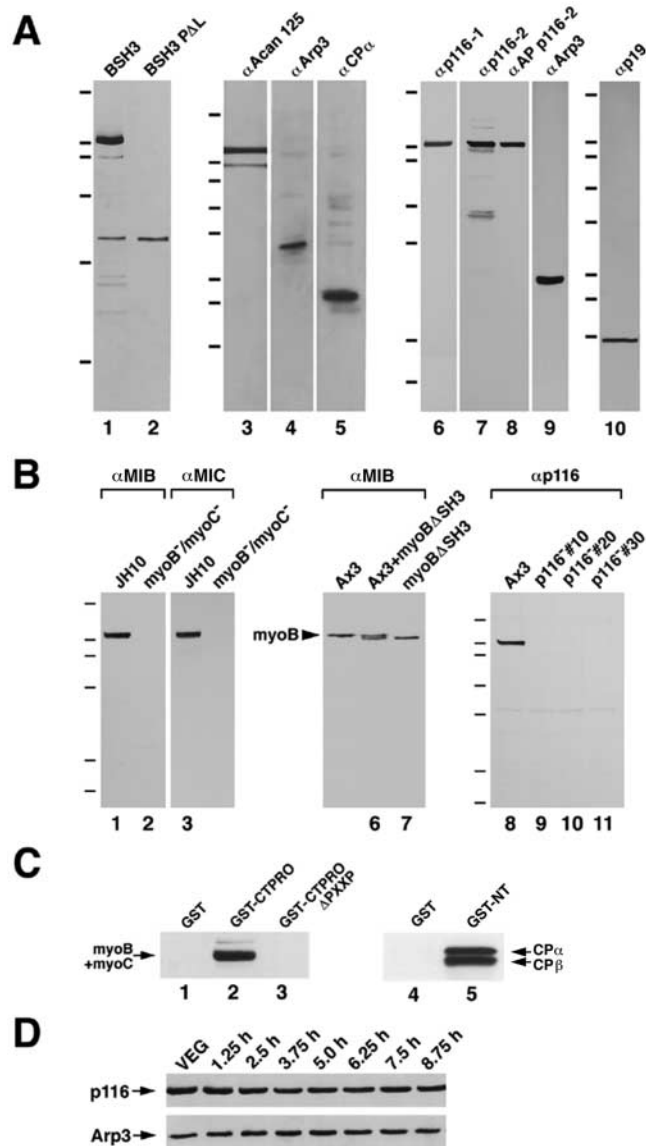 A
BSH3
BSH3 PΔL
αAcan 125
αArp3
αCPα
αp116-1
αp116-2
αAP p116-2
αArp3
αp19
1 2 3 4 5 6 7 8 9 10
B
αMIB αMIC αMIB αp116
JH10
myoB⁻/myoC⁻
JH10
myoB⁻/myoC⁻
Ax3
Ax3+myoBΔSH3
myoBΔSH3
Ax3
p116⁻#10
p116⁻#20
p116⁻#30
myoB
1 2 3 6 7 8 9 10 11
C
GST
GST-CTPRO
GST-CTPRO
ΔPXXP
GST
GST-NT
myoB
+myoC
CPα
CPβ
1 2 3 4 5
D
VEG 1.25 h 2.5 h 3.75 h 5.0 h 6.25 h 7.5 h 8.75 h
p116
Arp3